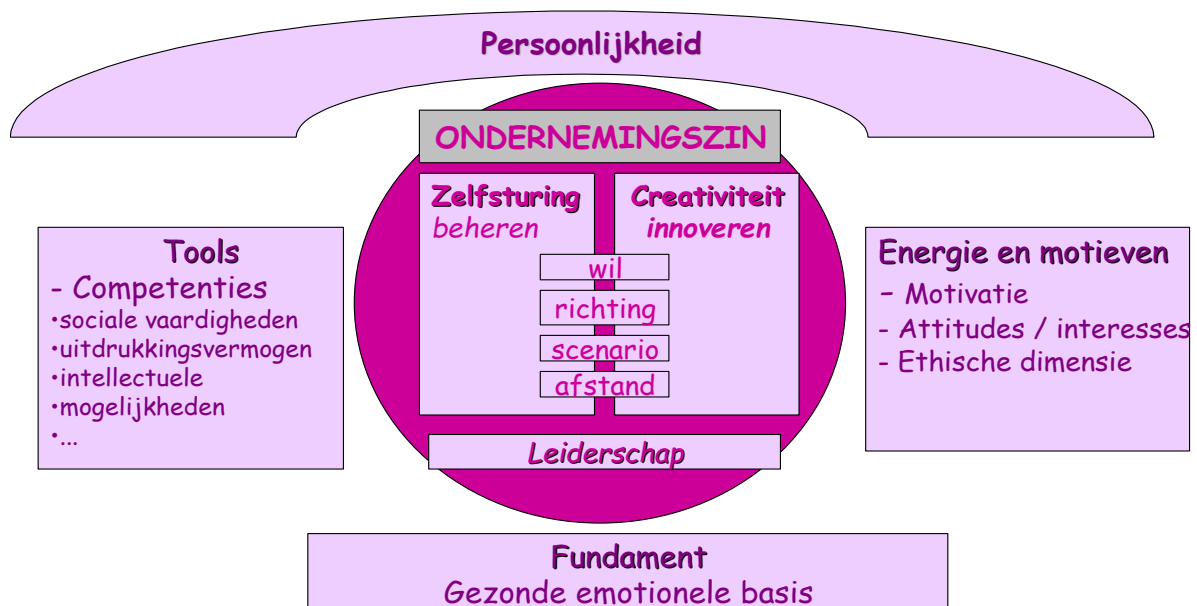 Persoonlijkheid
ONDERNEMINGSZIN
Zelfsturing
beheren
Creativiteit
innoveren
wil
richting
scenario
afstand
Leiderschap
Tools
- Competenties
•sociale vaardigheden
•uitdrukkingsvermogen
•intellectuele
•mogelijkheden
•...
Energie en motieven
- Motivatie
- Attitudes / interesses
- Ethische dimensie
Fundament
Gezonde emotionele basis